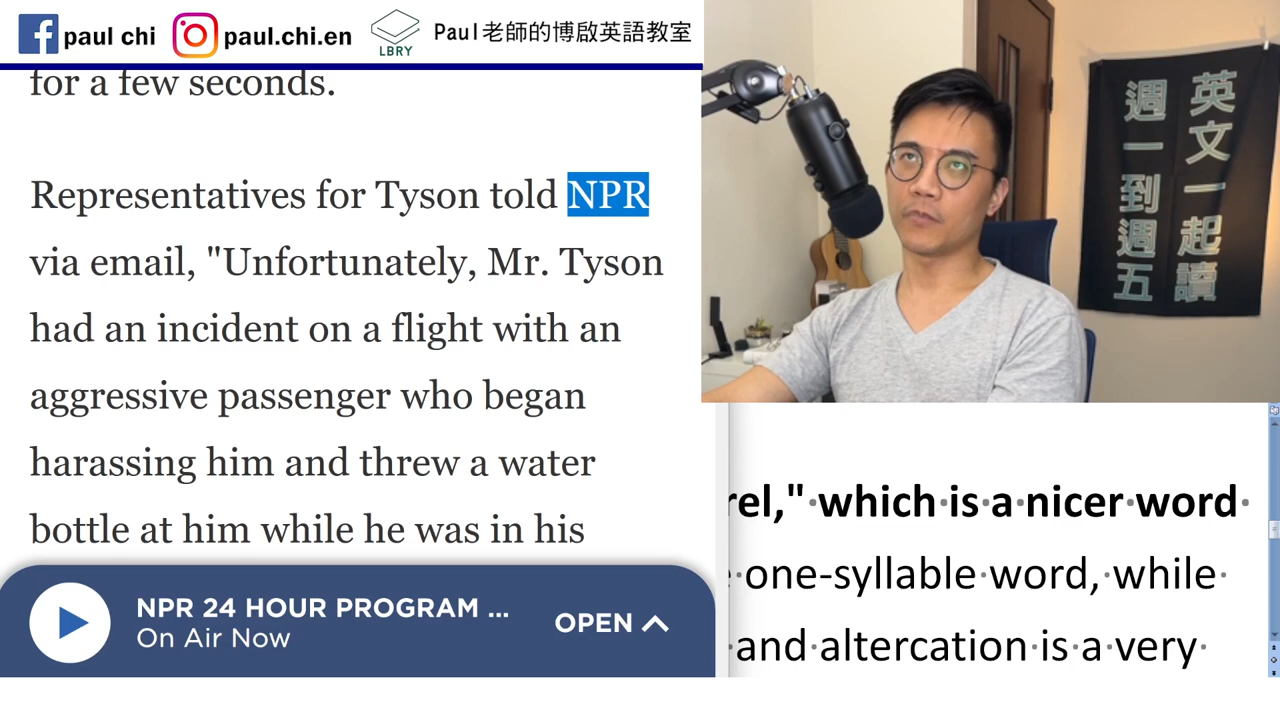 paul chi
paul.chi.en
LBRY
Paul老師的博啟英語教室
for a few seconds.
Representatives for Tyson told NPR
via email, "Unfortunately, Mr. Tyson
had an incident on a flight with an
aggressive passenger who began
harassing him and threw a water
bottle at him while he was in his
NPR 24 HOUR PROGRAM ...
On Air Now
OPEN
英文一起讀
週一到週五
rel," which is a nicer word
one-syllable word, while
and altercation is a very